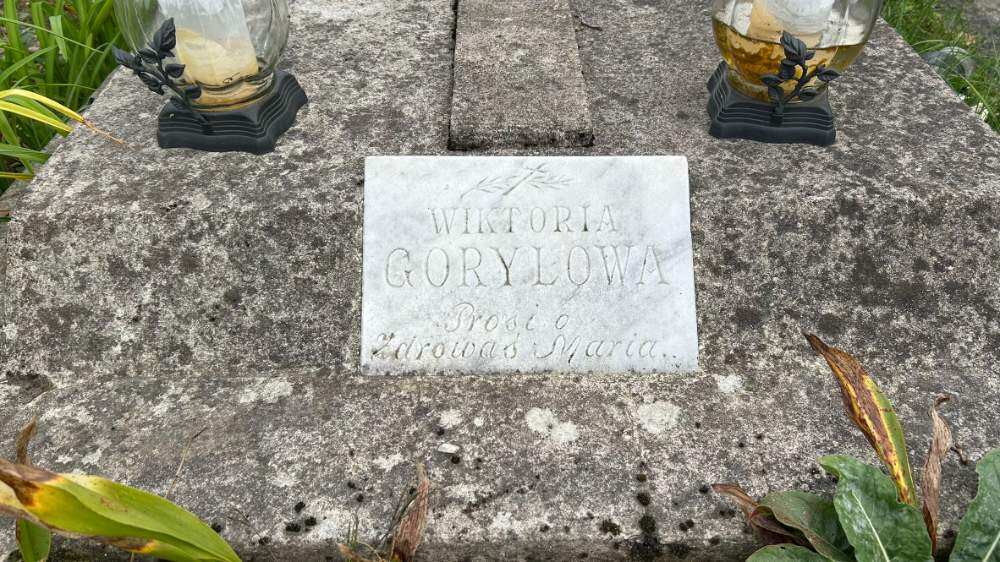 WIKTORIA
GORYLOWA
Prosi o
Zdrowaś Maria..